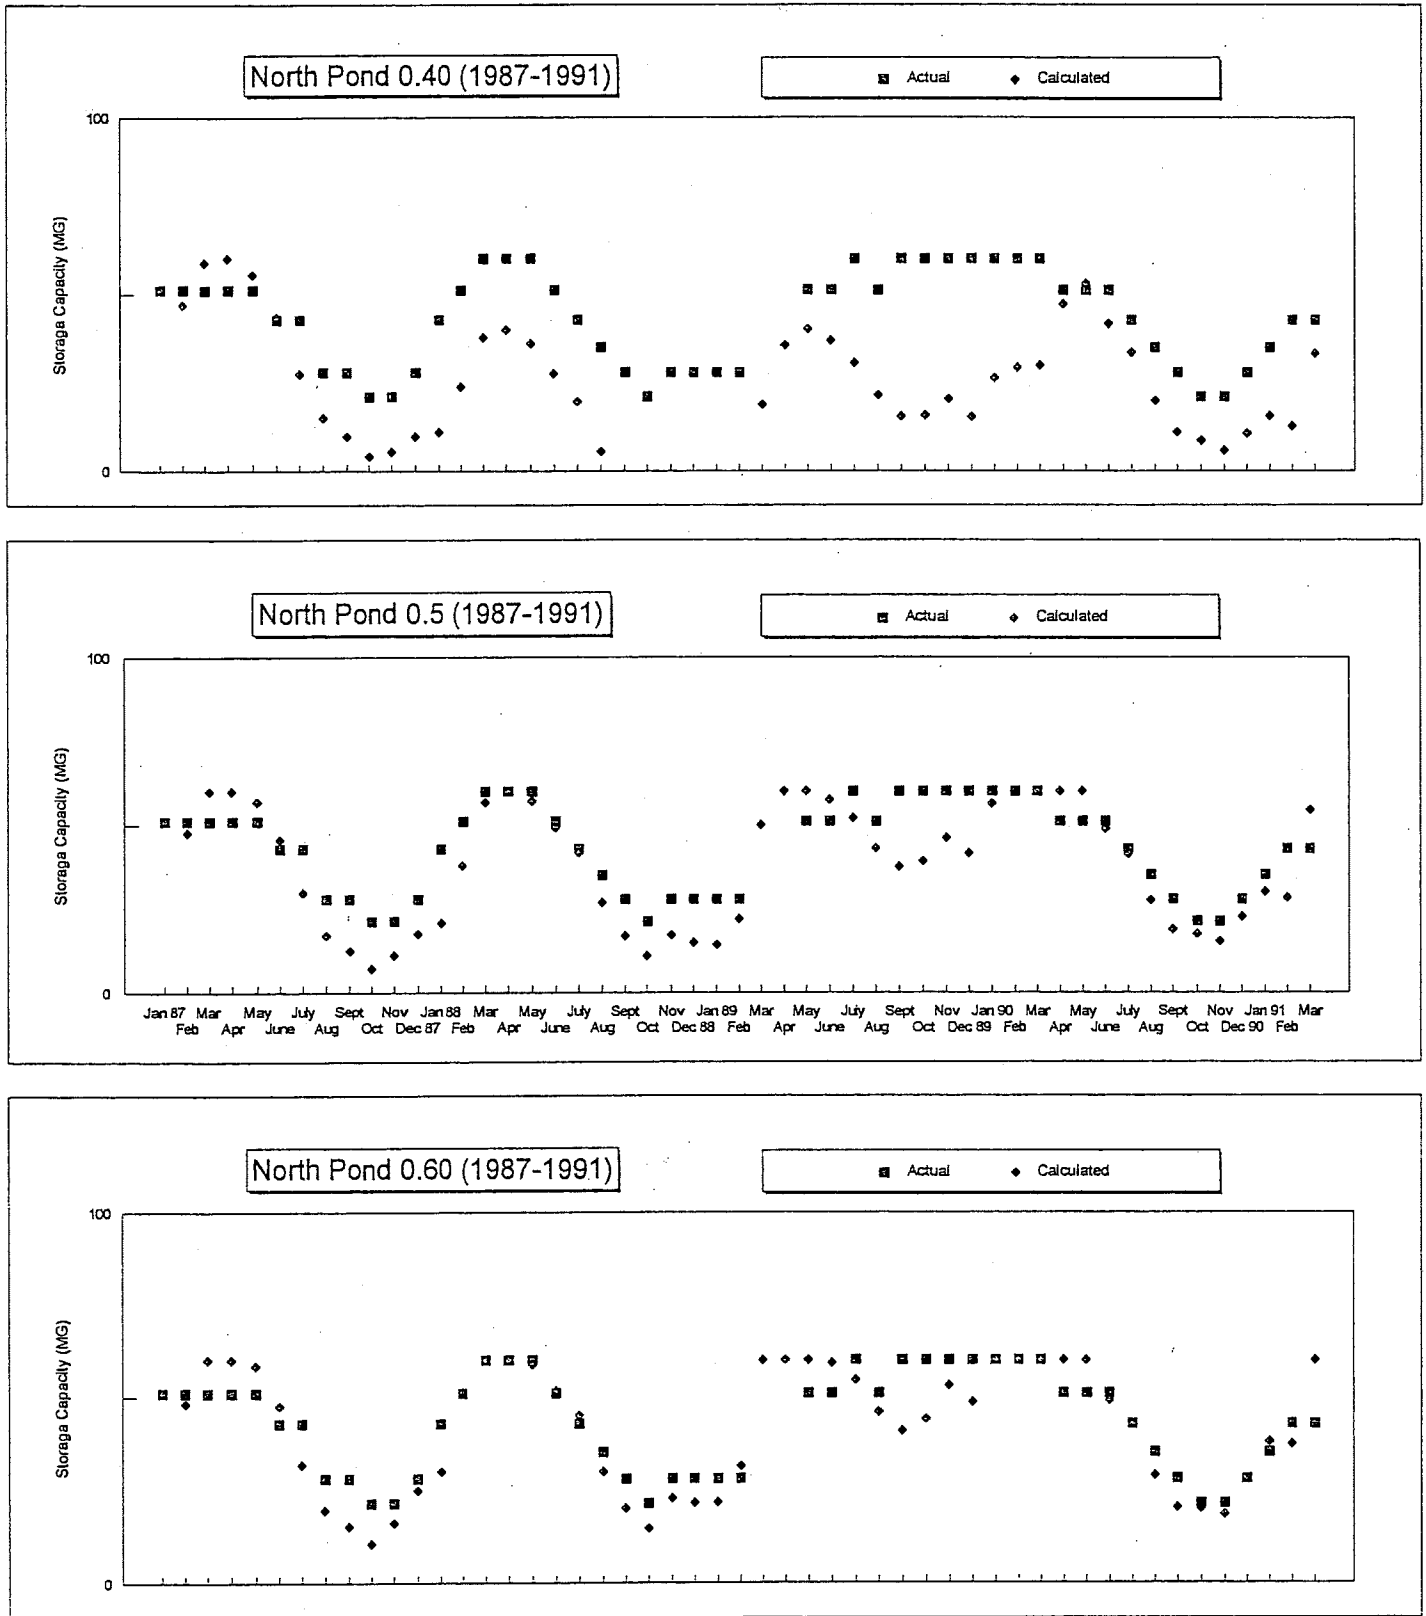 North Pond 0.40 (1987-1991)
Actual Calculated
100
Storaga Capacity (MG)
0
North Pond 0.5 (1987-1991)
Actual Calculated
100
Storaga Capacity (MG)
0
Jan 87 Mar May July Sept Nov Jan 88 Mar May July Sept Nov Jan 89 Mar May July Sept Nov Jan 90 Mar May July Sept Nov Jan 91 Mar
Feb Apr June Aug Oct Dec 87 Feb Apr June Aug Oct Dec 88 Feb Apr June Aug Oct Dec 89 Feb Apr June Aug Oct Dec 90 Feb
North Pond 0.60 (1987-1991)
Actual Calculated
100
Storaga Capacity (MG)
0